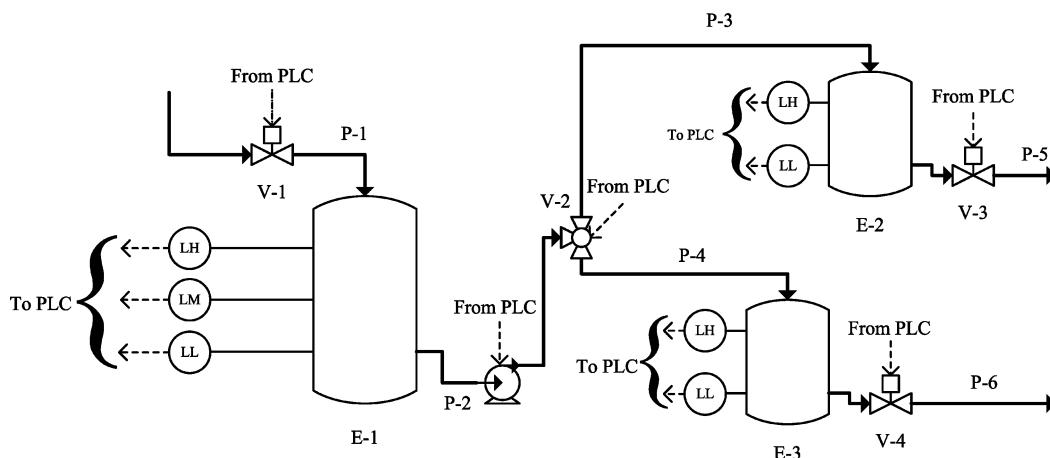 P-3
From PLC
P-1
V-1
LH
LL
To PLC
From PLC
P-5
V-3
E-2
From PLC
V-2
LH
LM
LL
To PLC
P-4
From PLC
P-2
E-1
LH
LL
To PLC
From PLC
P-6
V-4
E-3